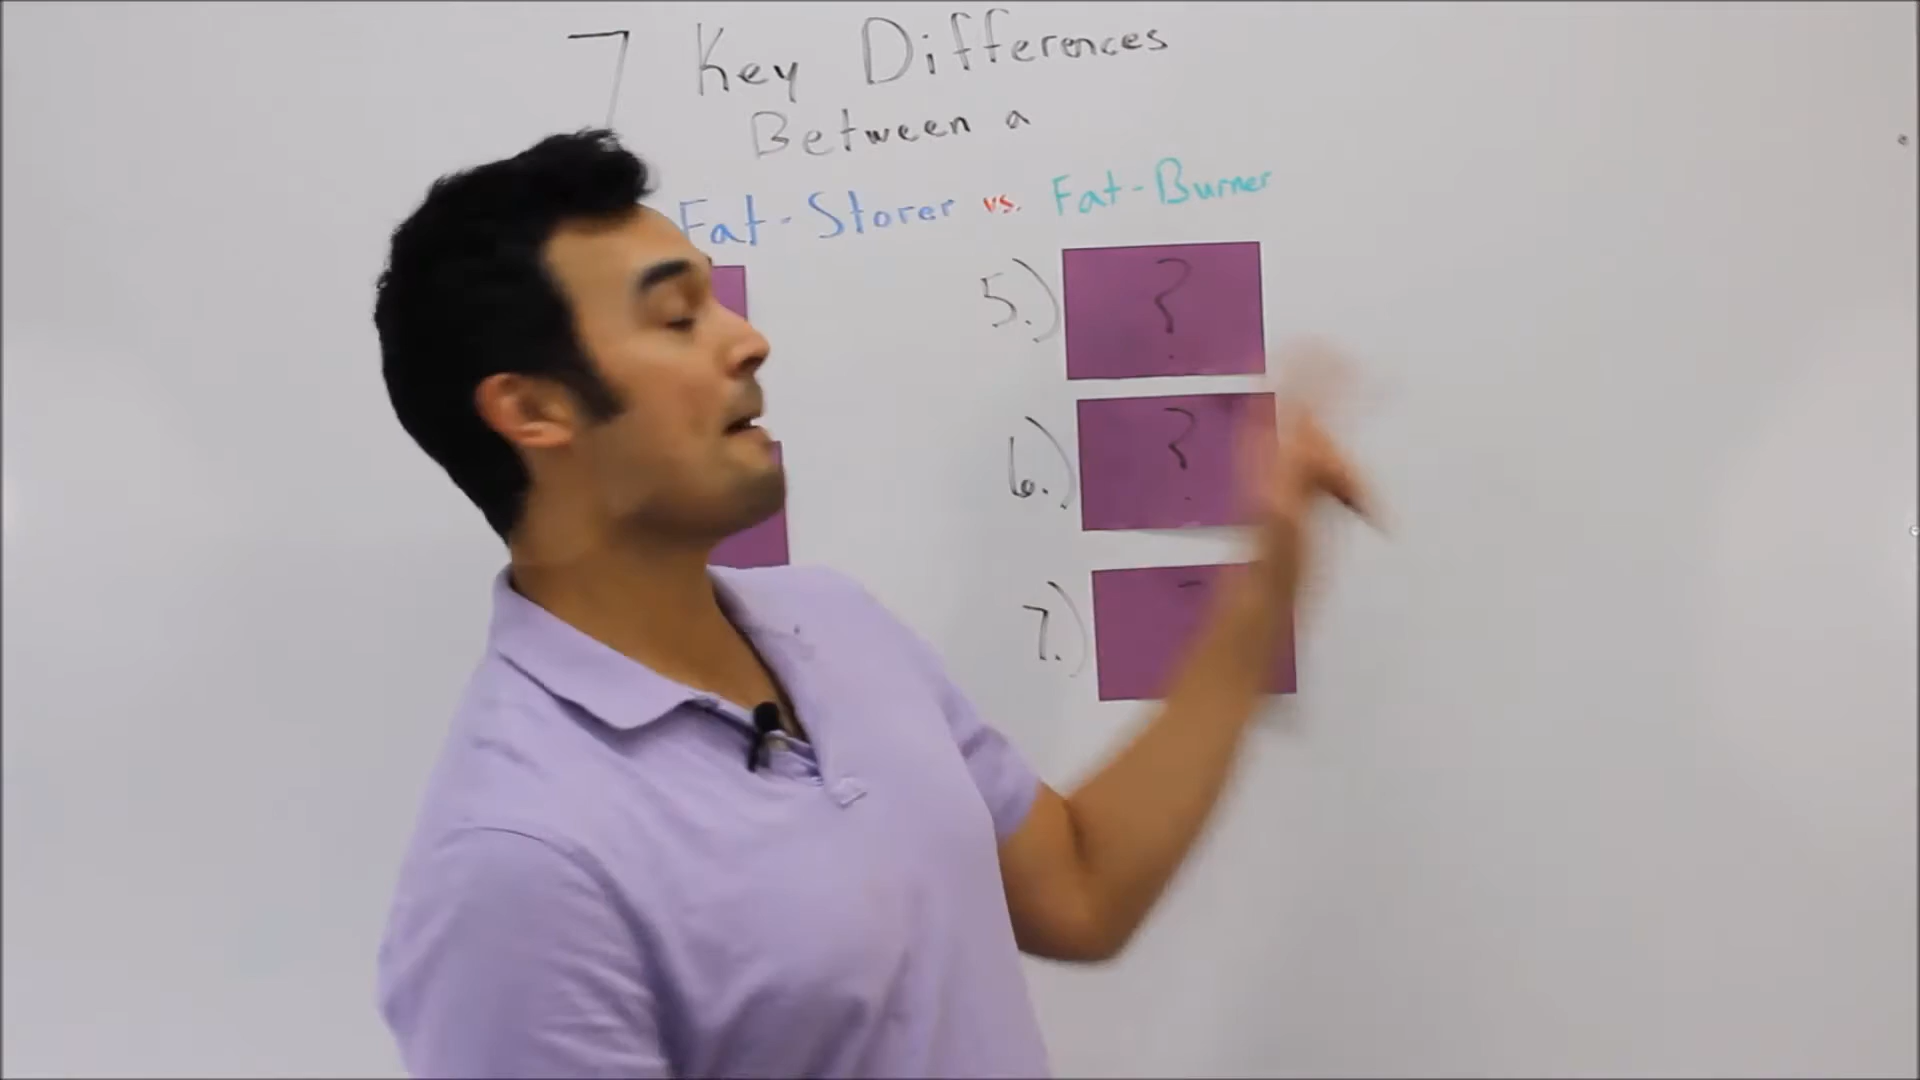 7 Key Differences
Between a
Fat-Storer vs. Fat-Burner
5.) ?
6.) ?
7.)